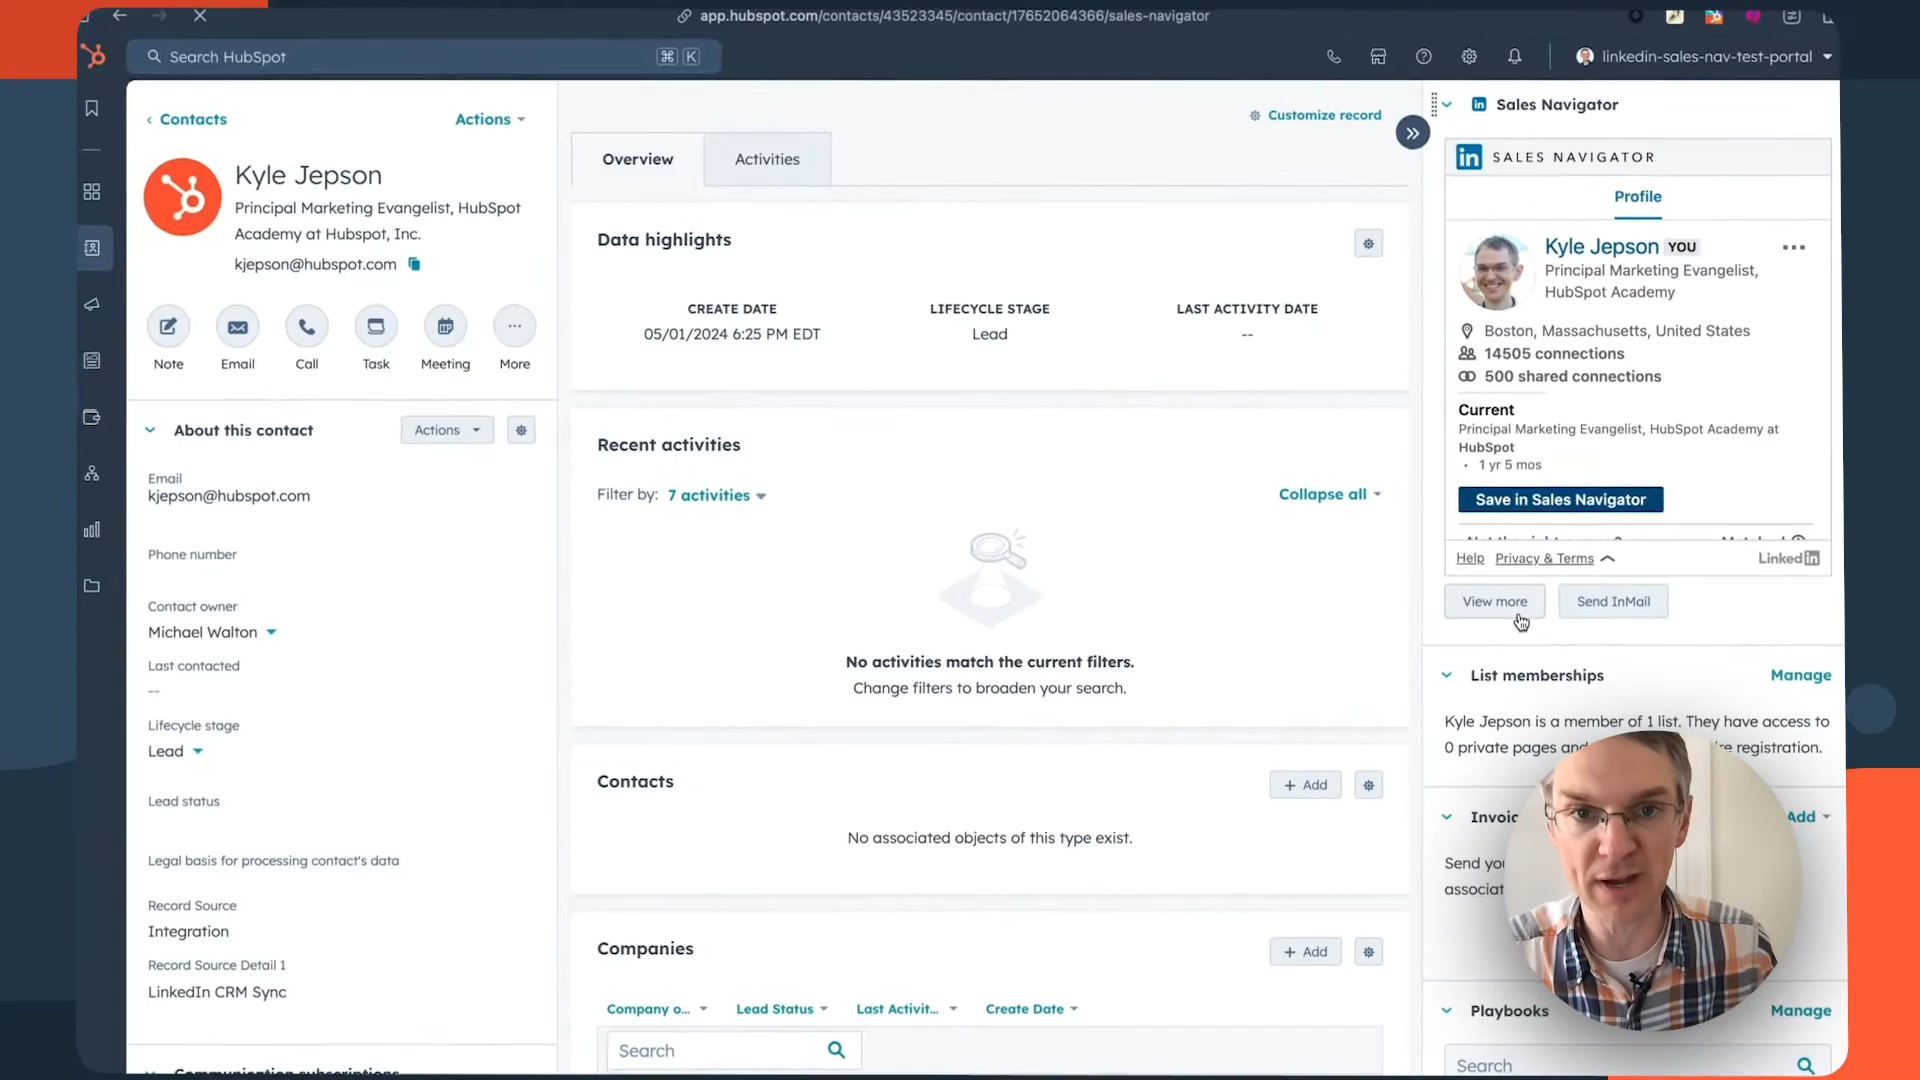 app.hubspot.com/contacts/43523345/contact/17652064366/sales-navigator
Search HubSpot
⌘ K
linkedin-sales-nav-test-portal
Contacts
Actions
Kyle Jepson
Principal Marketing Evangelist, HubSpot
Academy at Hubspot, Inc.
kjepson@hubspot.com
Note
Email
Call
Task
Meeting
More
About this contact
Actions
Email
kjepson@hubspot.com
Phone number
Contact owner
Michael Walton
Last contacted
--
Lifecycle stage
Lead
Lead status
Legal basis for processing contact's data
Record Source
Integration
Record Source Detail 1
LinkedIn CRM Sync
Communication subscriptions
Customize record
Overview
Activities
Data highlights
CREATE DATE
05/01/2024 6:25 PM EDT
LIFECYCLE STAGE
Lead
LAST ACTIVITY DATE
--
Recent activities
Filter by: 7 activities
Collapse all
No activities match the current filters.
Change filters to broaden your search.
Contacts
+ Add
No associated objects of this type exist.
Companies
+ Add
Company o...
Lead Status
Last Activit...
Create Date
Search
in Sales Navigator
in SALES NAVIGATOR
Profile
Kyle Jepson YOU
Principal Marketing Evangelist,
HubSpot Academy
Boston, Massachusetts, United States
14505 connections
500 shared connections
Current
Principal Marketing Evangelist, HubSpot Academy at
HubSpot
· 1 yr 5 mos
Save in Sales Navigator
Help
Privacy & Terms
Linkedin
View more
Send InMail
List memberships
Manage
Kyle Jepson is a member of 1 list. They have access to
0 private pages and re registration.
Invoic
Add
Send you
associat
Playbooks
Manage
Search